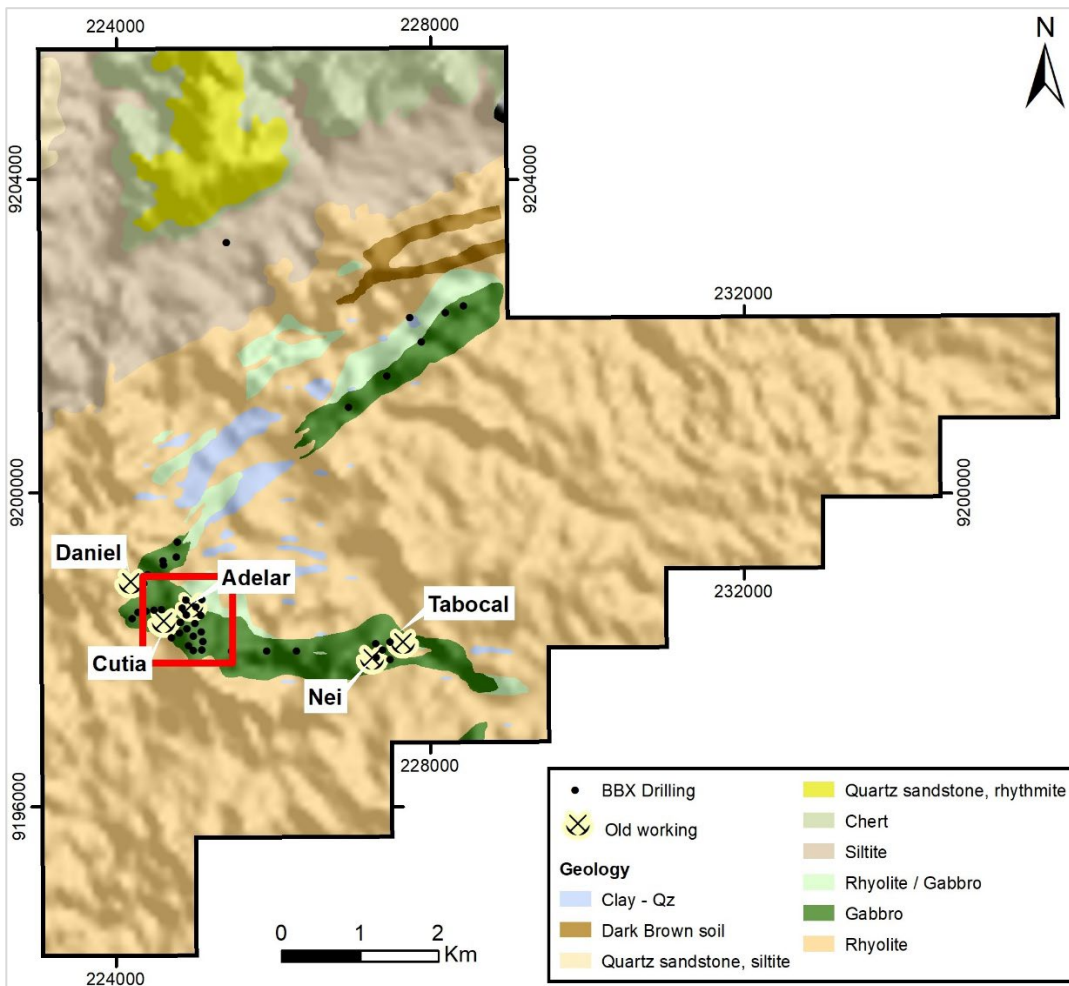 224000
228000
N
9204000
9204000
232000
9200000
9200000
Daniel
Adelar
232000
Tabocal
Cutia
Nei
228000
9196000
0 1 2
Km
224000
BBX Drilling
Old working
Geology
Clay - Qz
Dark Brown soil
Quartz sandstone, siltite
Quartz sandstone, rhythmite
Chert
Siltite
Rhyolite / Gabbro
Gabbro
Rhyolite